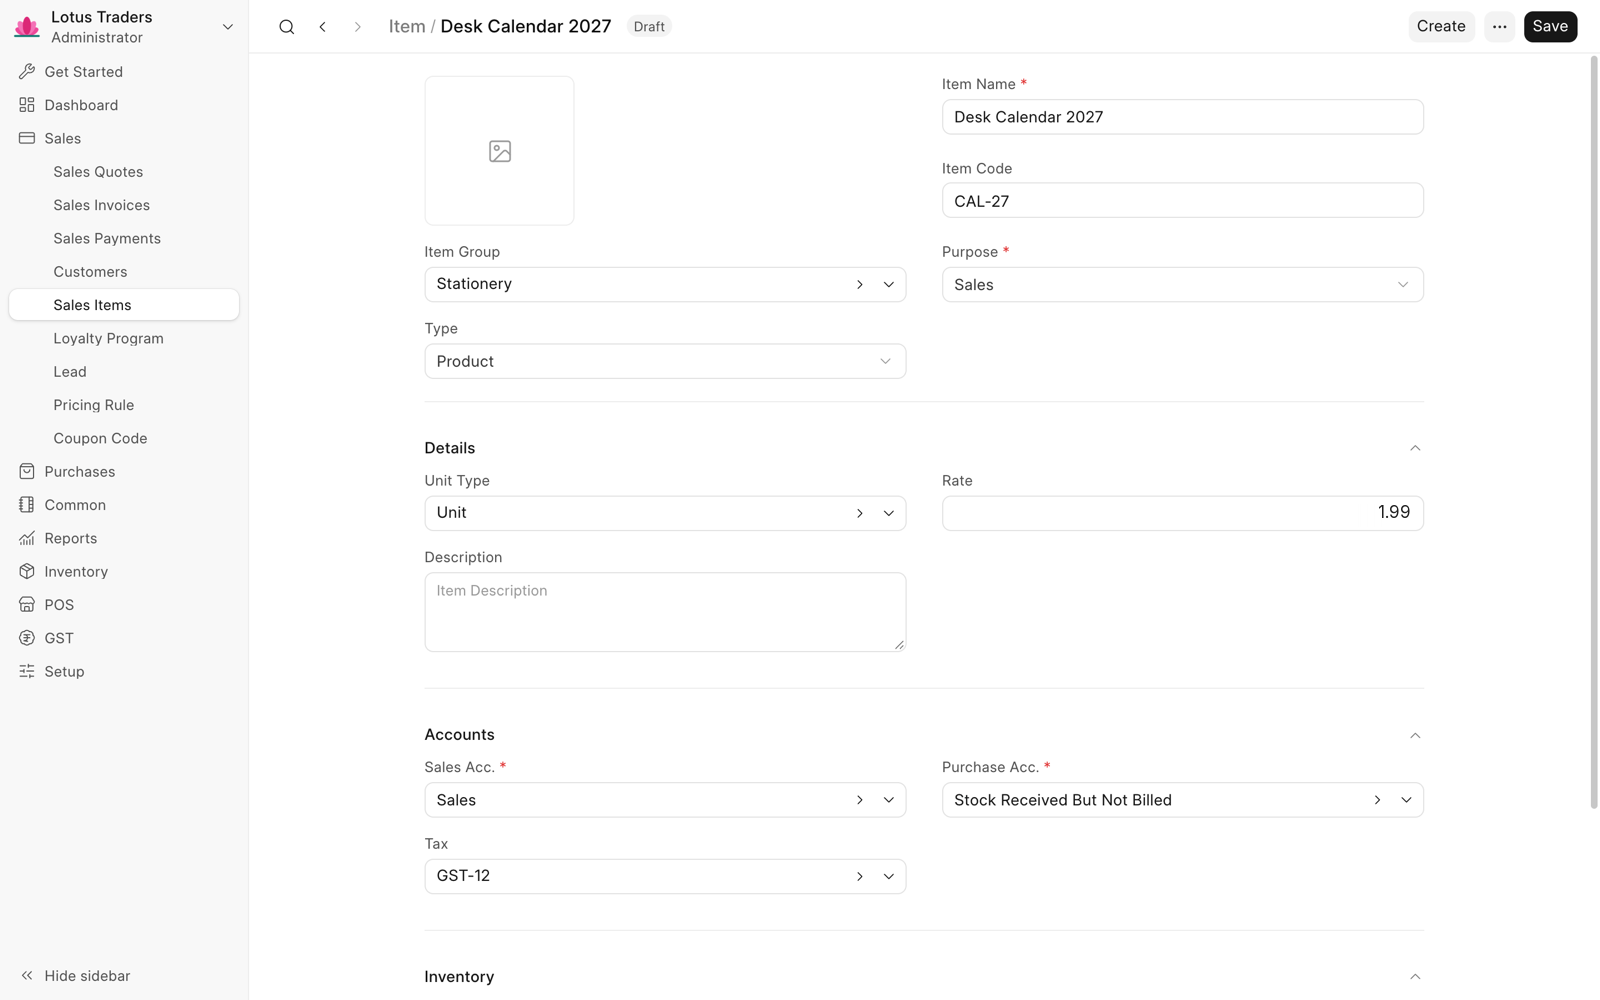 Lotus Traders
Administrator
Get Started
Dashboard
Sales
Sales Quotes
Sales Invoices
Sales Payments
Customers
Sales Items
Loyalty Program
Lead
Pricing Rule
Coupon Code
Purchases
Common
Reports
Inventory
POS
GST
Setup
Hide sidebar
Item / Desk Calendar 2027 Draft
Create ··· Save
Item Name *
Desk Calendar 2027
Item Code
CAL-27
Item Group
Stationery
Purpose *
Sales
Type
Product
Details
Unit Type
Unit
Rate
1.99
Description
Item Description
Accounts
Sales Acc. *
Sales
Purchase Acc. *
Stock Received But Not Billed
Tax
GST-12
Inventory